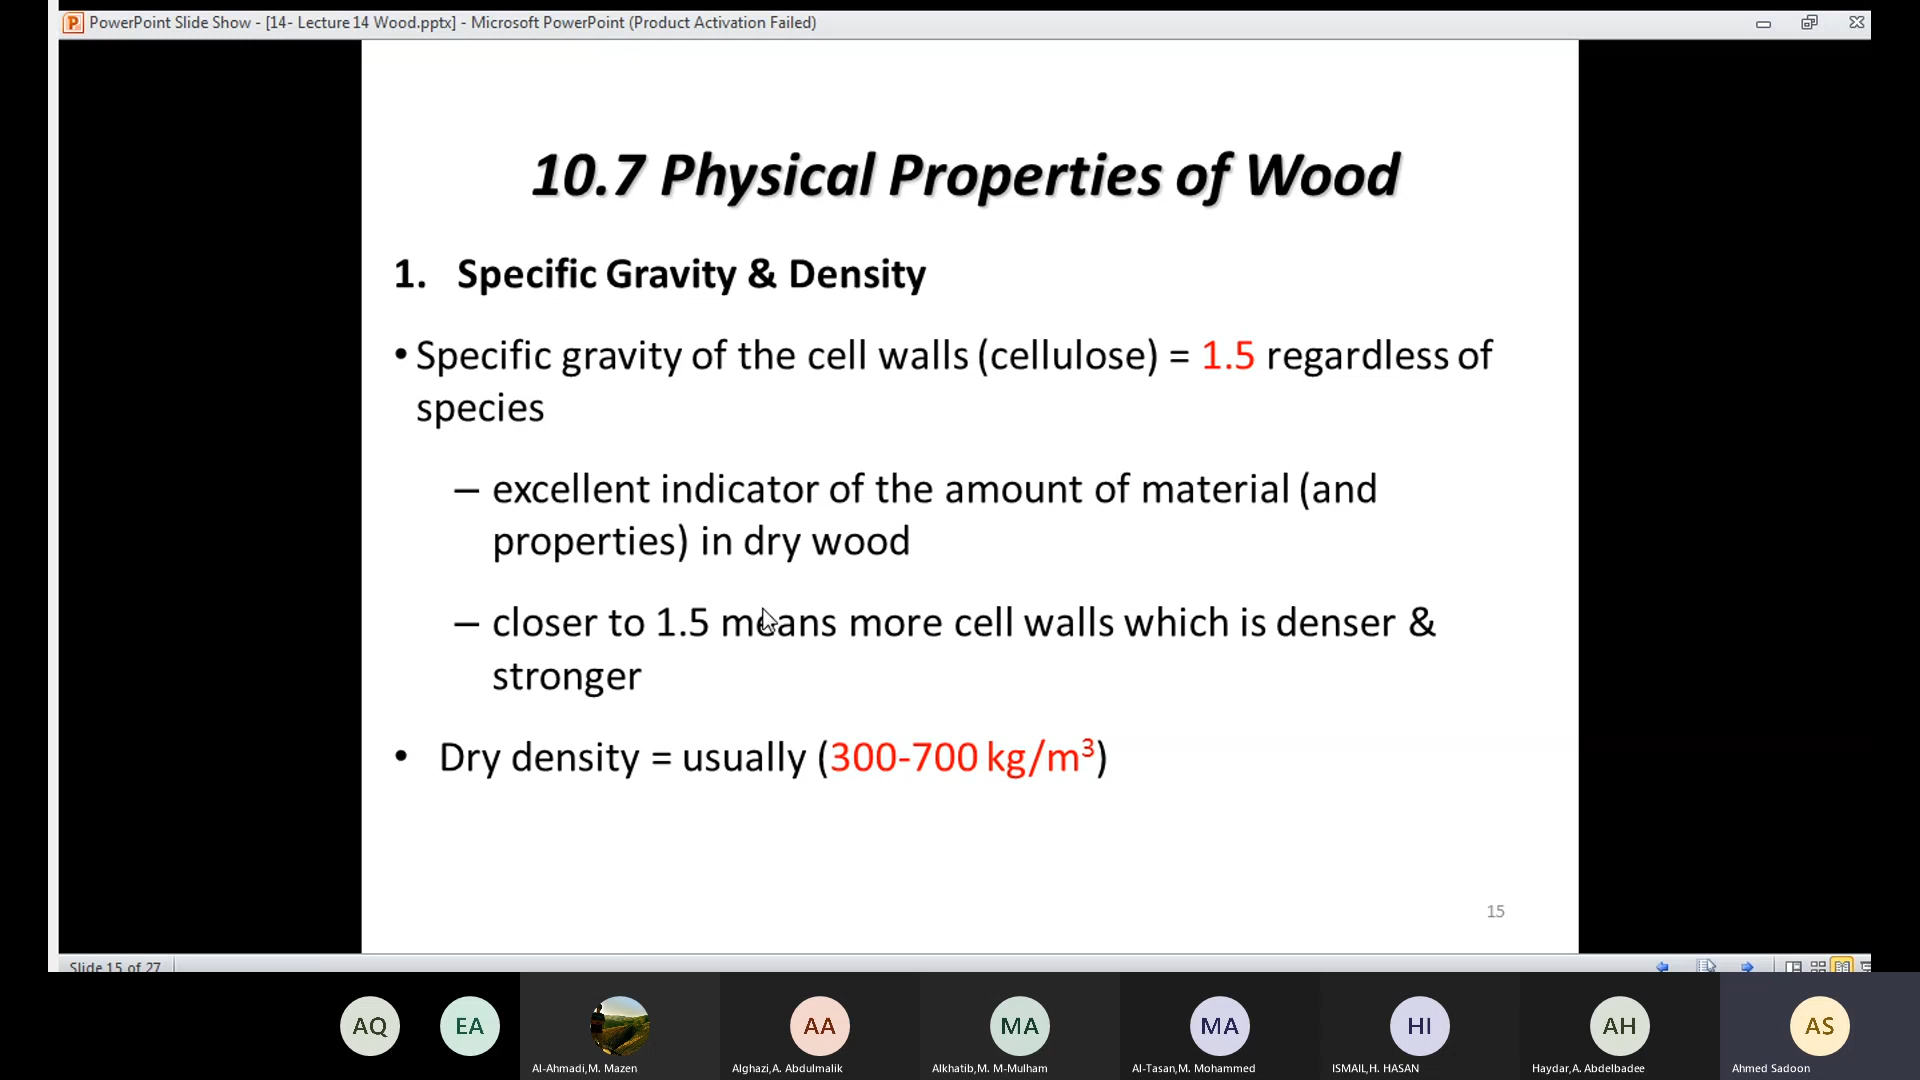 PowerPoint Slide Show - [14- Lecture 14 Wood.pptx] - Microsoft PowerPoint (Product Activation Failed)
10.7 Physical Properties of Wood
1. Specific Gravity & Density
• Specific gravity of the cell walls (cellulose) = 1.5 regardless of
species
– excellent indicator of the amount of material (and
properties) in dry wood
– closer to 1.5 means more cell walls which is denser &
stronger
• Dry density = usually (300-700 kg/m³)
15
Slide 15 of 27
AQ
EA
AA
MA
MA
HI
AH
AS
Al-Ahmadi,M. Mazen
Alghazi,A. Abdulmalik
Alkhatib,M. M-Mulham
Al-Tasan,M. Mohammed
ISMAIL,H. HASAN
Haydar,A. Abdelbadee
Ahmed Sadoon